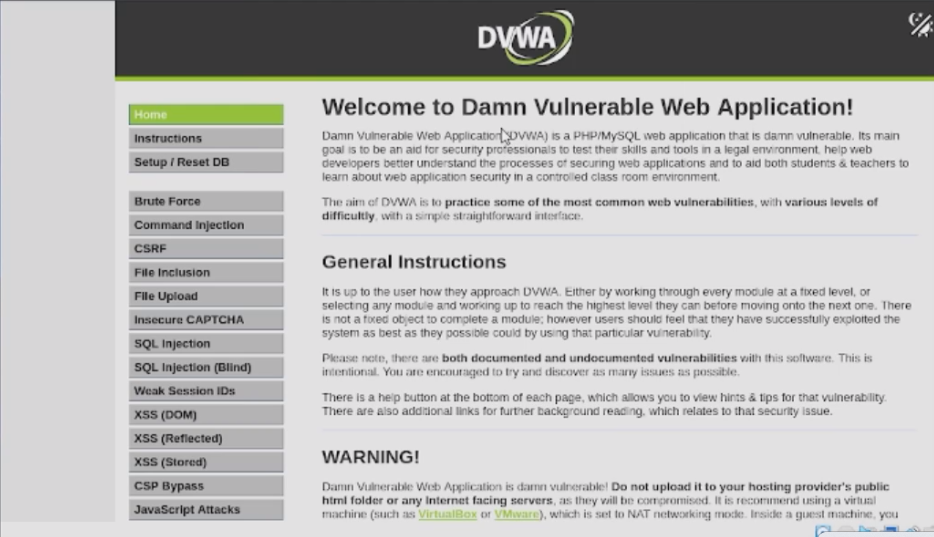 DVWA
Home
Instructions
Setup / Reset DB
Brute Force
Command Injection
CSRF
File Inclusion
File Upload
Insecure CAPTCHA
SQL Injection
SQL Injection (Blind)
Weak Session IDs
XSS (DOM)
XSS (Reflected)
XSS (Stored)
CSP Bypass
JavaScript Attacks
Welcome to Damn Vulnerable Web Application!
Damn Vulnerable Web Application (DVWA) is a PHP/MySQL web application that is damn vulnerable. Its main
goal is to be an aid for security professionals to test their skills and tools in a legal environment, help web
developers better understand the processes of securing web applications and to aid both students & teachers to
learn about web application security in a controlled class room environment.
The aim of DVWA is to practice some of the most common web vulnerabilities, with various levels of
difficultly, with a simple straightforward interface.
General Instructions
It is up to the user how they approach DVWA. Either by working through every module at a fixed level, or
selecting any module and working up to reach the highest level they can before moving onto the next one. There
is not a fixed object to complete a module; however users should feel that they have successfully exploited the
system as best as they possible could by using that particular vulnerability.
Please note, there are both documented and undocumented vulnerabilities with this software. This is
intentional. You are encouraged to try and discover as many issues as possible.
There is a help button at the bottom of each page, which allows you to view hints & tips for that vulnerability.
There are also additional links for further background reading, which relates to that security issue.
WARNING!
Damn Vulnerable Web Application is damn vulnerable! Do not upload it to your hosting provider's public
html folder or any Internet facing servers, as they will be compromised. It is recommend using a virtual
machine (such as VirtualBox or VMware), which is set to NAT networking mode. Inside a guest machine, you